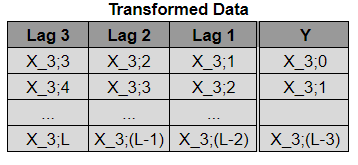 Transformed Data
Lag 3 Lag 2 Lag 1 Y
X_3;3 X_3;2 X_3;1 X_3;0
X_3;4 X_3;3 X_3;2 X_3;1
... ... ...
X_3;L X_3;(L-1) X_3;(L-2) X_3;(L-3)